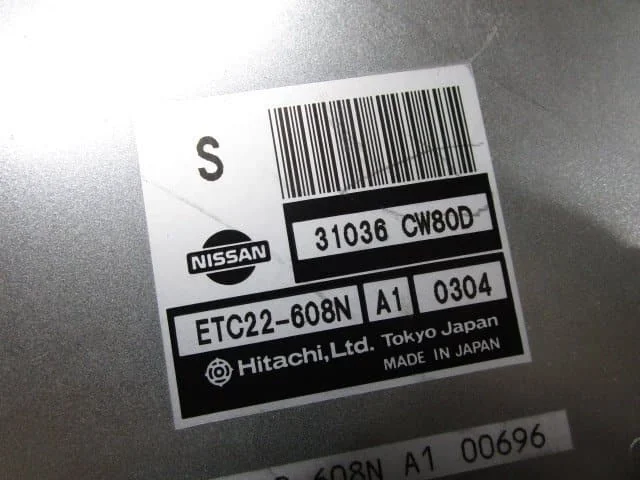 S
31036 CW80D
NISSAN
ETC22-608N A1 0304
Hitachi,Ltd. Tokyo Japan
MADE IN JAPAN
608N A1 00696